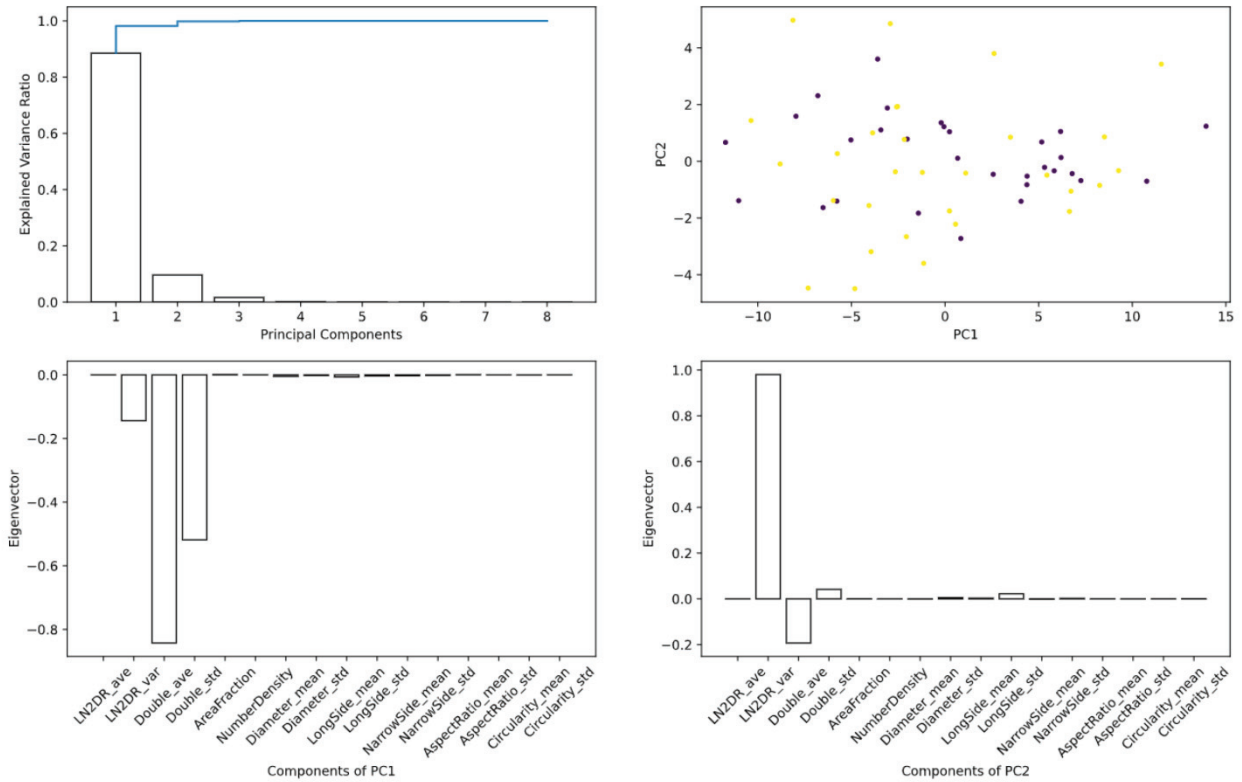 1.0
0.8
0.6
0.4
0.2
0.0
Explained Variance Ratio
1 2 3 4 5 6 7 8
Principal Components
4
2
0
−2
−4
PC2
−10 −5 0 5 10 15
PC1
0.0
−0.2
−0.4
−0.6
−0.8
Eigenvector
LN2DR_ave
LN2DR_var
Double_ave
Double_std
AreaFraction
NumberDensity
Diameter_mean
Diameter_std
LongSide_mean
LongSide_std
NarrowSide_mean
NarrowSide_std
AspectRatio_mean
AspectRatio_std
Circularity_mean
Circularity_std
Components of PC1
1.0
0.8
0.6
0.4
0.2
0.0
−0.2
Eigenvector
LN2DR_ave
LN2DR_var
Double_ave
Double_std
AreaFraction
NumberDensity
Diameter_mean
Diameter_std
LongSide_mean
LongSide_std
NarrowSide_mean
NarrowSide_std
AspectRatio_mean
AspectRatio_std
Circularity_mean
Circularity_std
Components of PC2